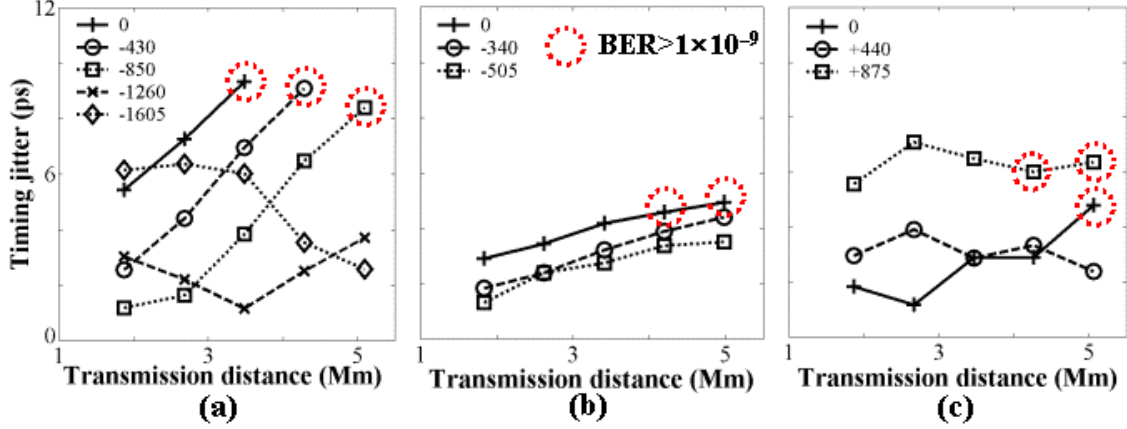 Timing jitter (ps)
12
6
0
0
-430
-850
-1260
-1605
1 3 5
Transmission distance (Mm)
(a)
0
-340
-505
BER>1×10⁻⁹
1 3 5
Transmission distance (Mm)
(b)
0
+440
+875
1 3 5
Transmission distance (Mm)
(c)